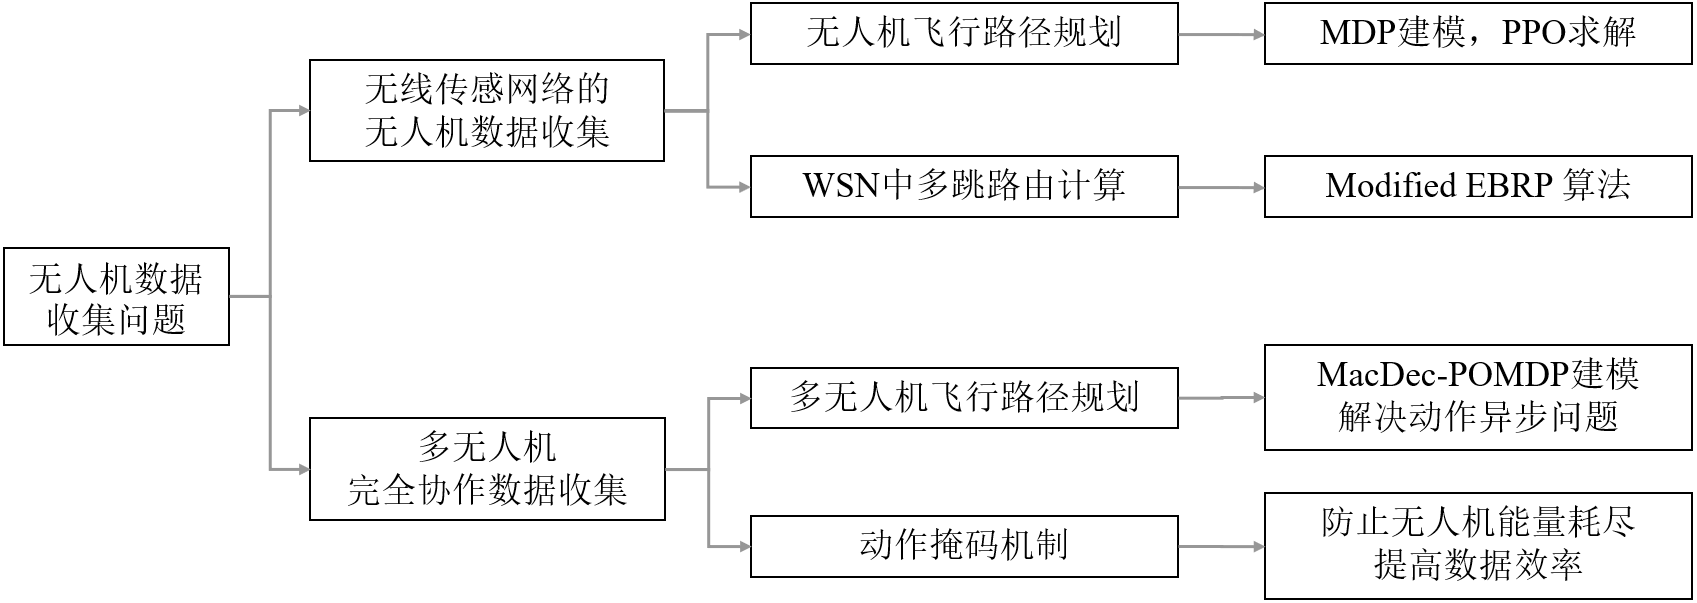 无人机数据
收集问题
无线传感网络的
无人机数据收集
无人机飞行路径规划
MDP建模，PPO求解
WSN中多跳路由计算
Modified EBRP 算法
多无人机
完全协作数据收集
多无人机飞行路径规划
MacDec-POMDP建模
解决动作异步问题
动作掩码机制
防止无人机能量耗尽
提高数据效率